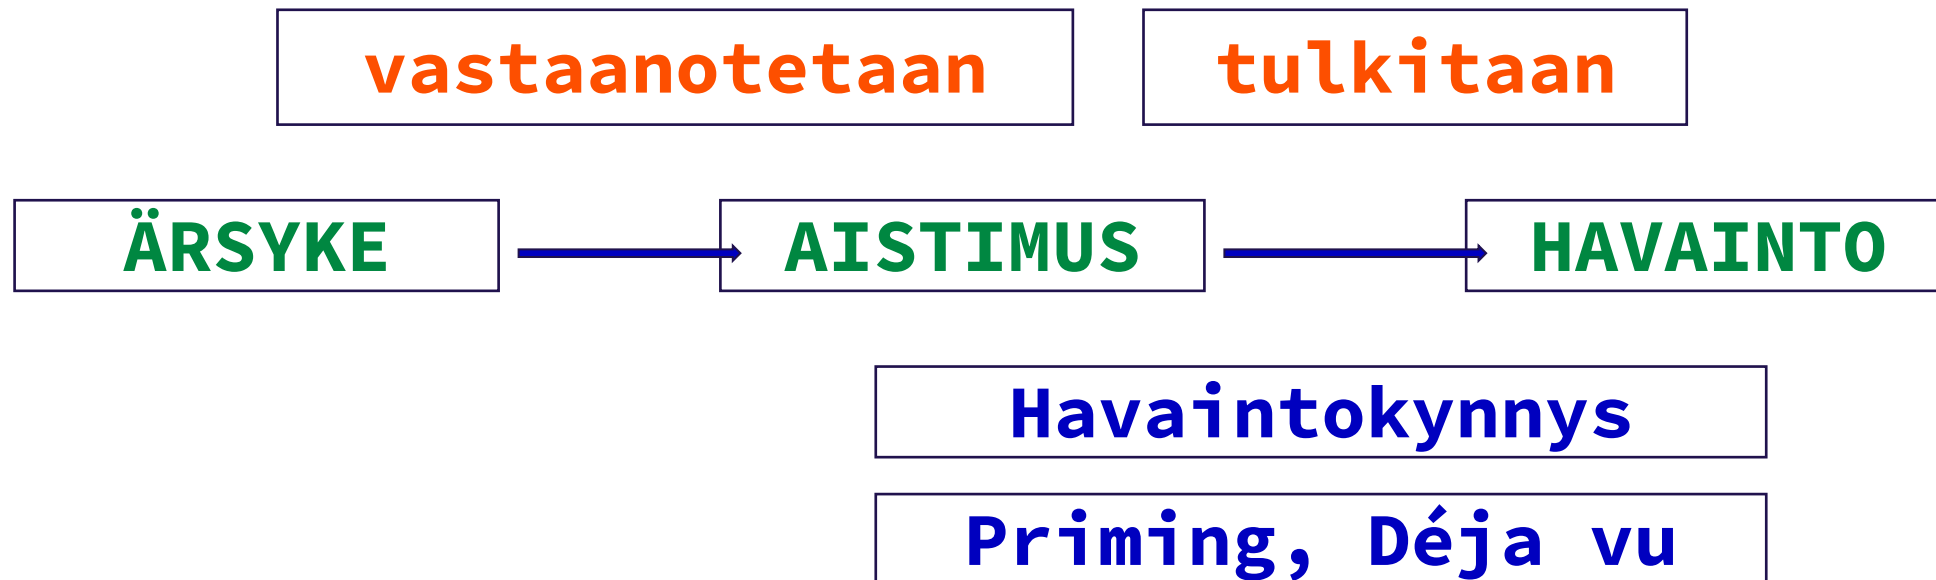 vastaanotetaan tulkitaan
ÄRSYKE AISTIMUS HAVAINTO
Havaintokynnys
Priming, Déja vu